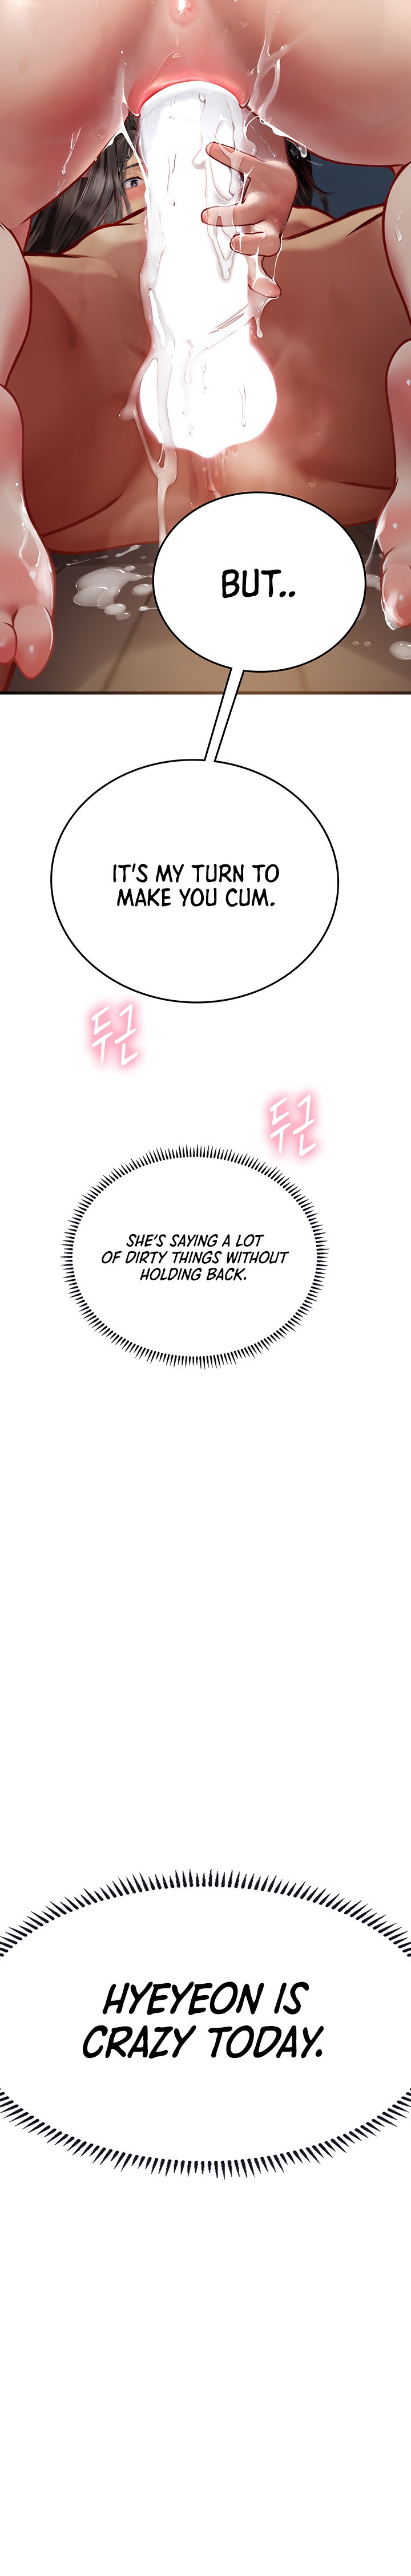 BUT..
IT'S MY TURN TO
MAKE YOU CUM.
두근
두근
SHE'S SAYING A LOT
OF DIRTY THINGS WITHOUT
HOLDING BACK.
HYEYEON IS
CRAZY TODAY.